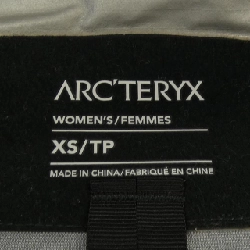 ARC'TERYX
WOMEN'S/FEMMES
XS/TP
MADE IN CHINA/FABRIQUÉ EN CHINE